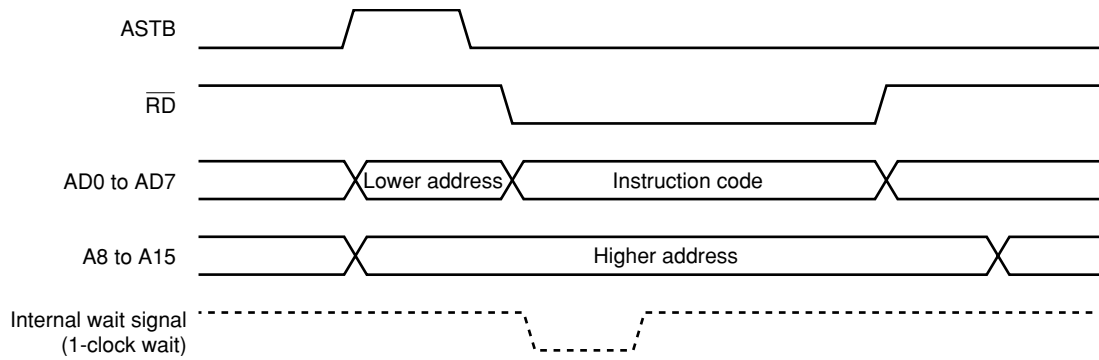 ASTB
RD
AD0 to AD7
Lower address
Instruction code
A8 to A15
Higher address
Internal wait signal
(1-clock wait)